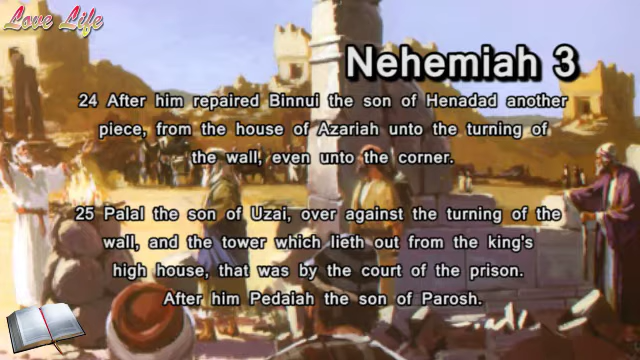 Love Life
Nehemiah 3
24 After him repaired Binnui the son of Henadad another
piece, from the house of Azariah unto the turning of
the wall, even unto the corner.
25 Palal the son of Uzai, over against the turning of the
wall, and the tower which lieth out from the king's
high house, that was by the court of the prison.
After him Pedaiah the son of Parosh.